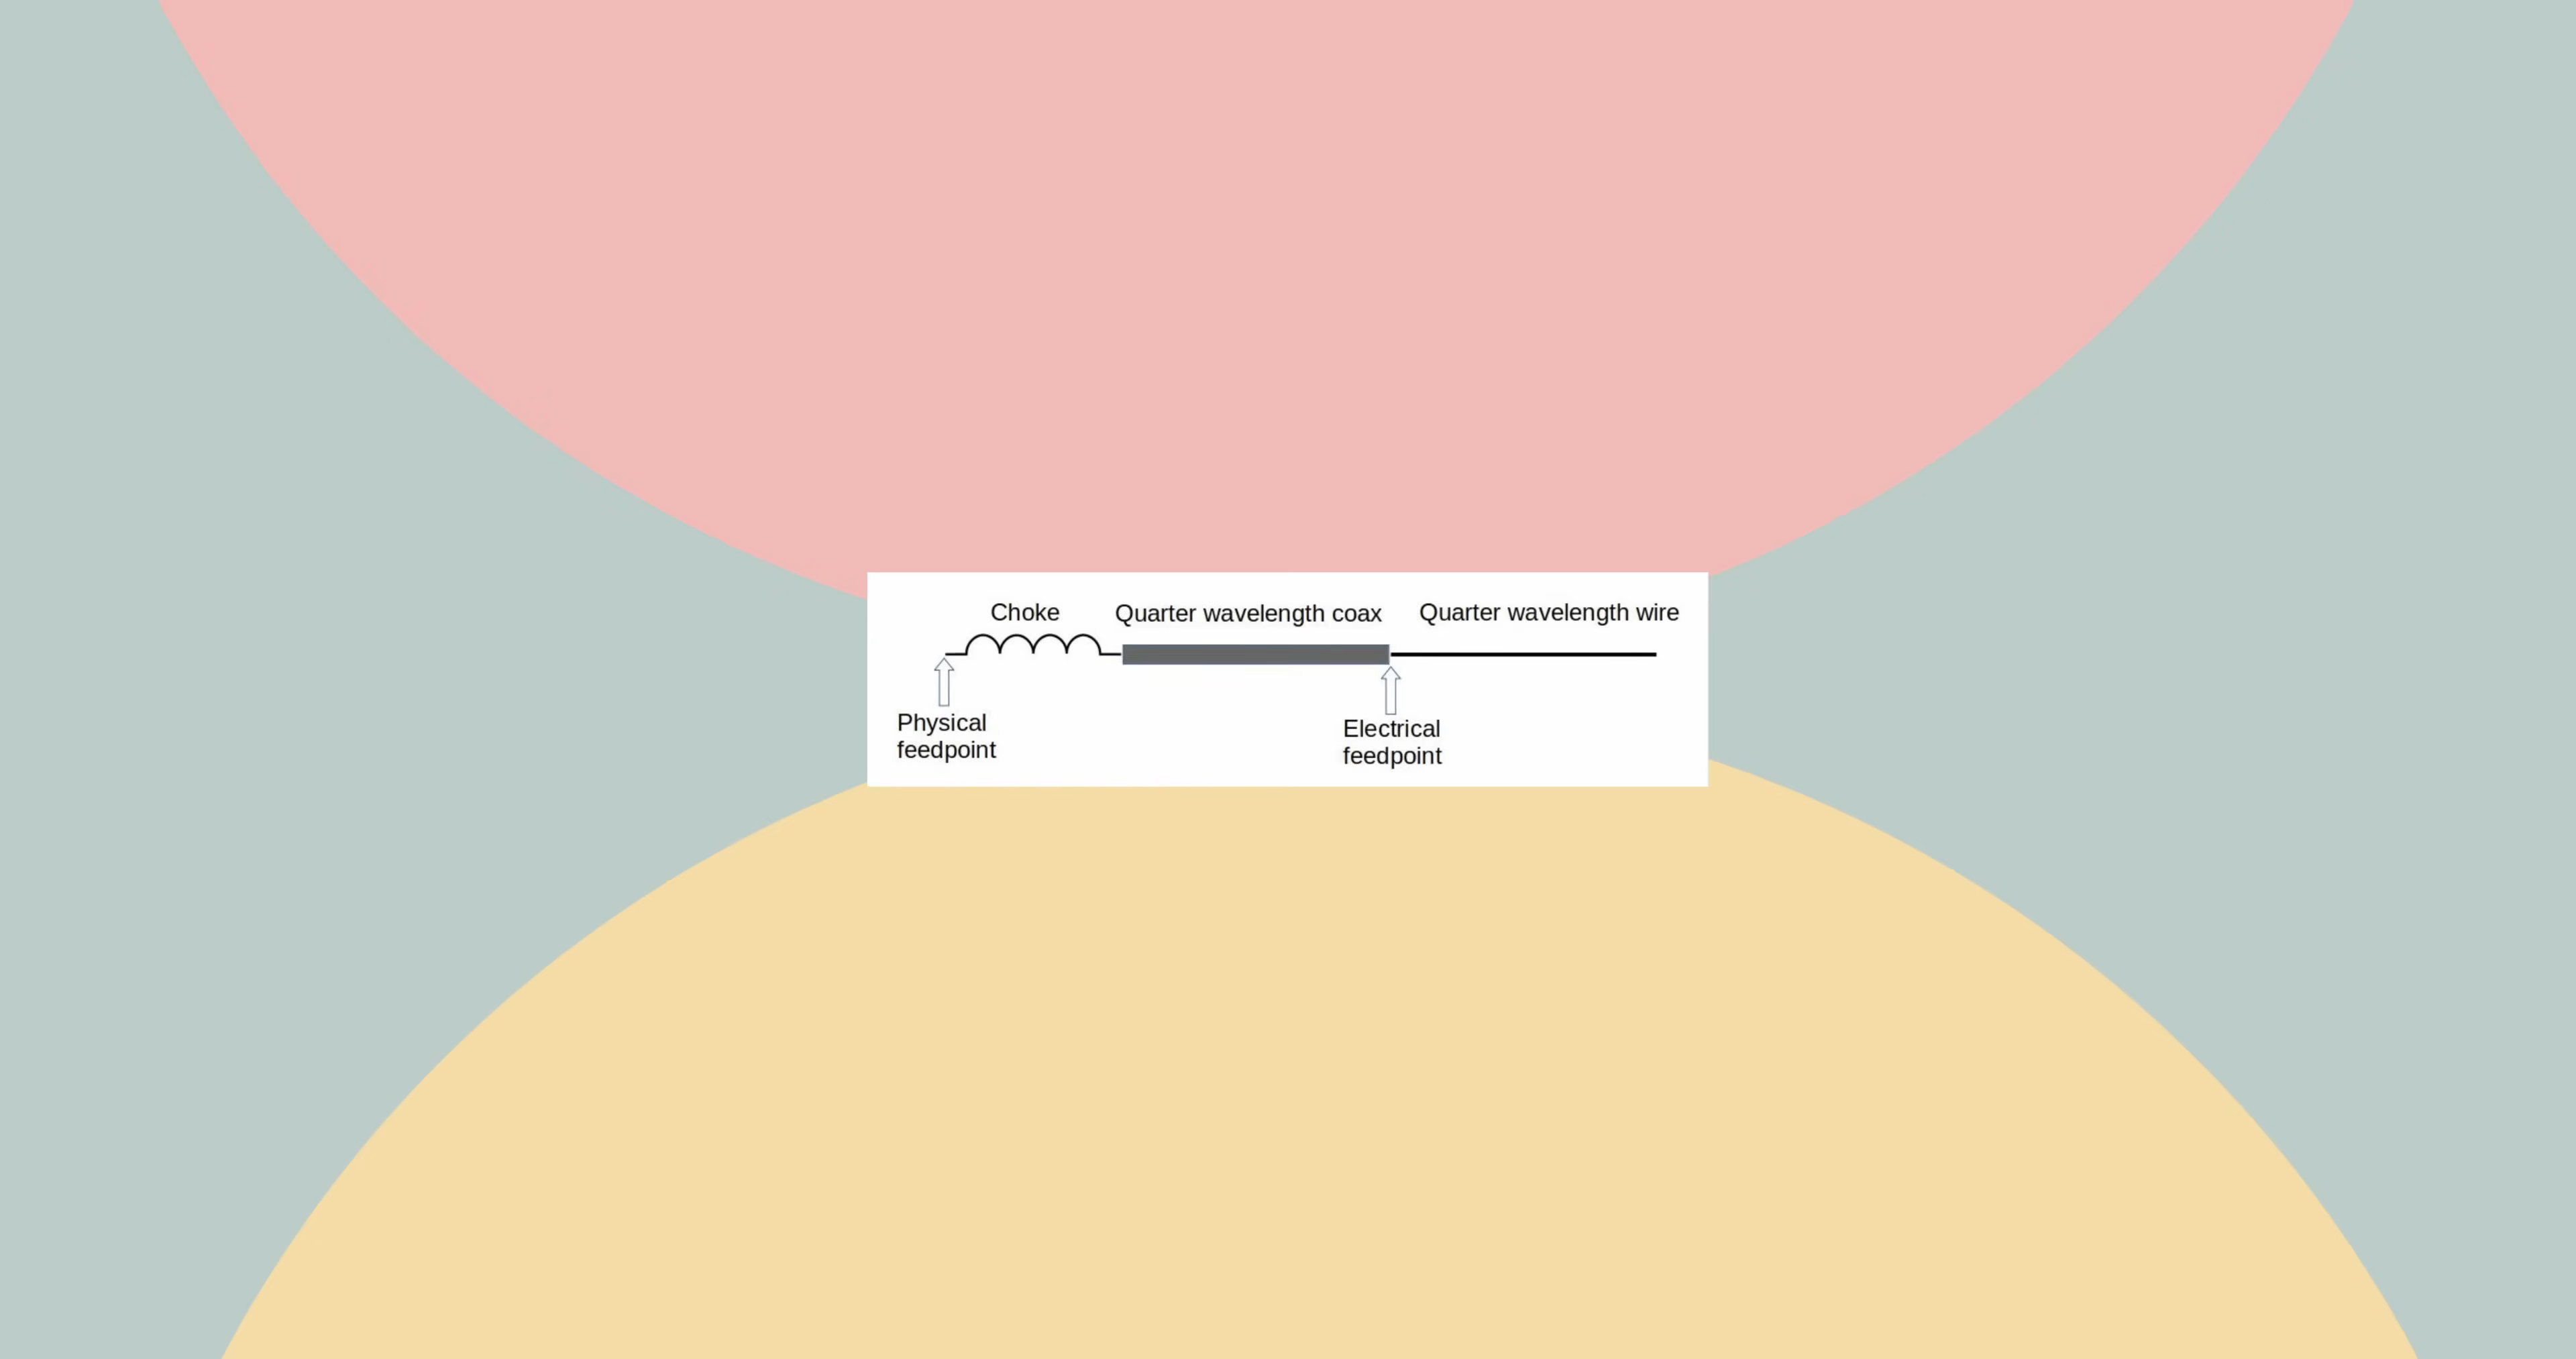 Choke
Quarter wavelength coax
Quarter wavelength wire
Physical
feedpoint
Electrical
feedpoint